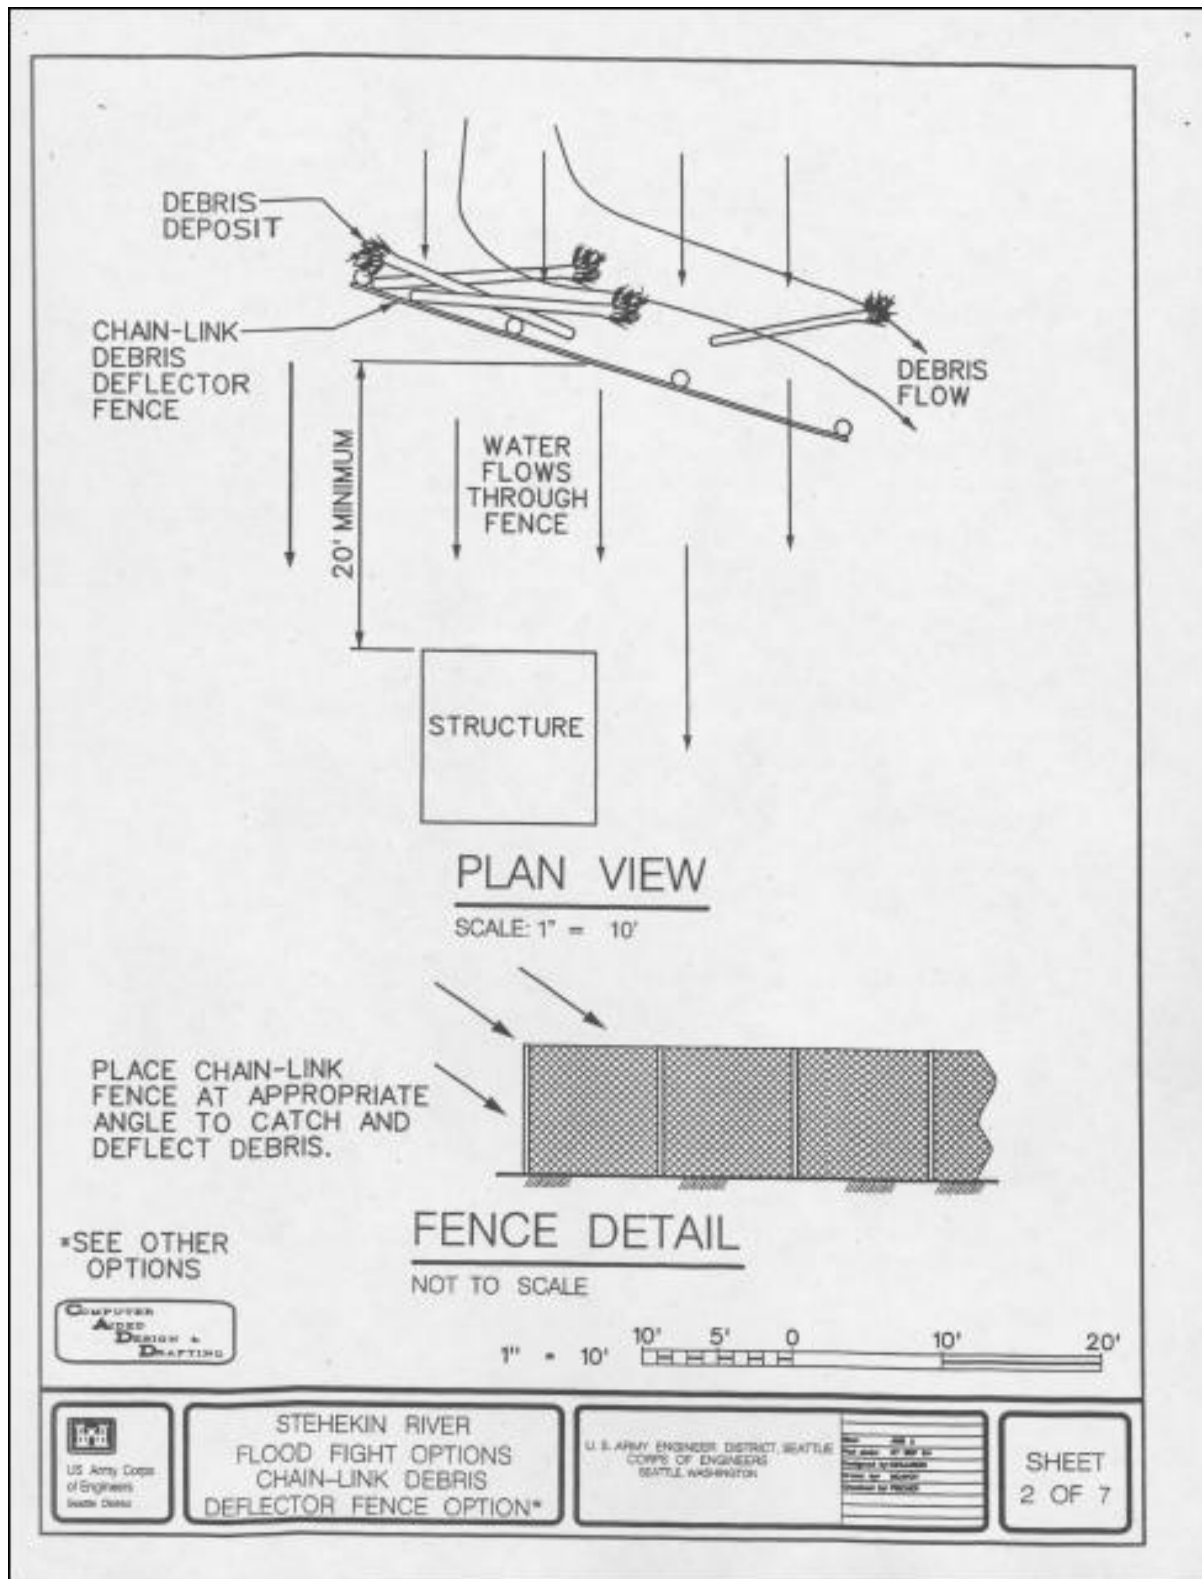 DEBRIS
DEPOSIT
CHAIN-LINK
DEBRIS
DEFLECTOR
FENCE
DEBRIS
FLOW
20' MINIMUM
WATER
FLOWS
THROUGH
FENCE
STRUCTURE
PLAN VIEW
SCALE: 1" = 10'
PLACE CHAIN-LINK
FENCE AT APPROPRIATE
ANGLE TO CATCH AND
DEFLECT DEBRIS.
FENCE DETAIL
NOT TO SCALE
*SEE OTHER
OPTIONS
COMPUTER
AIDED
DESIGN &
DRAFTING
1" = 10'
10' 5' 0 10' 20'
US Army Corps
of Engineers
Seattle District
STEHEKIN RIVER
FLOOD FIGHT OPTIONS
CHAIN-LINK DEBRIS
DEFLECTOR FENCE OPTION*
U. S. ARMY ENGINEER DISTRICT, SEATTLE
CORPS OF ENGINEERS
SEATTLE, WASHINGTON
SHEET
2 OF 7